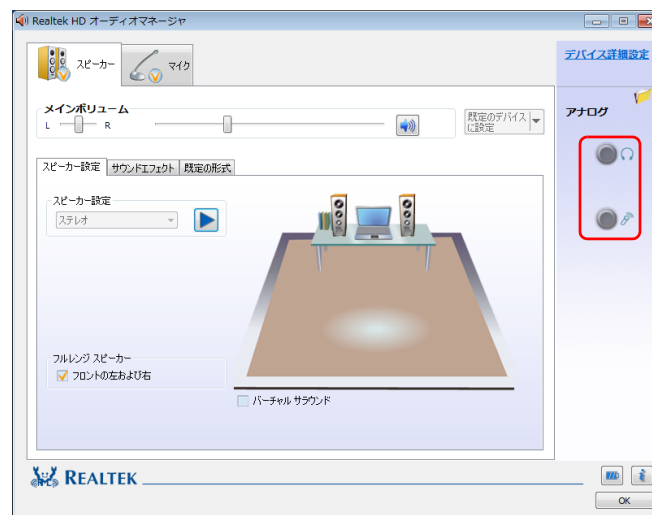 Realtek HD オーディオマネージャ
スピーカー
マイク
デバイス詳細設定
メインボリューム
L
R
既定のデバイス
に設定
アナログ
スピーカー設定
サウンドエフェクト
既定の形式
スピーカー設定
ステレオ
フルレンジ スピーカー
フロントの左および右
バーチャル サラウンド
REALTEK
OK